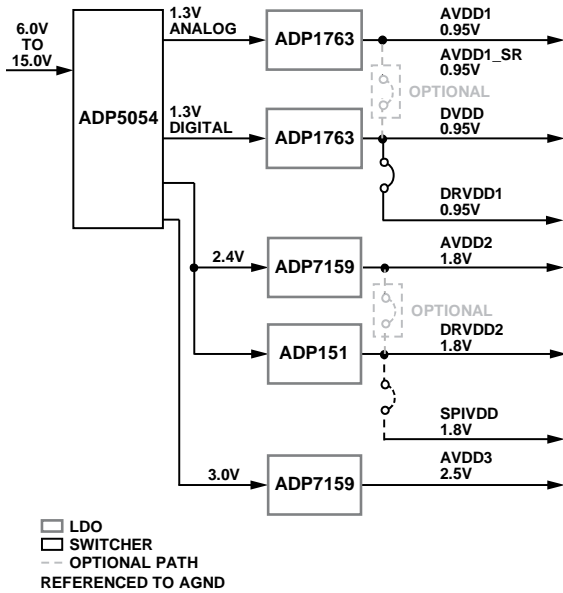 6.0V
TO
15.0V
ADP5054
1.3V
ANALOG
ADP1763
AVDD1
0.95V
AVDD1_SR
0.95V
OPTIONAL
1.3V
DIGITAL
ADP1763
DVDD
0.95V
DRVDD1
0.95V
2.4V
ADP7159
AVDD2
1.8V
OPTIONAL
ADP151
DRVDD2
1.8V
SPIVDD
1.8V
3.0V
ADP7159
AVDD3
2.5V
LDO
SWITCHER
OPTIONAL PATH
REFERENCED TO AGND